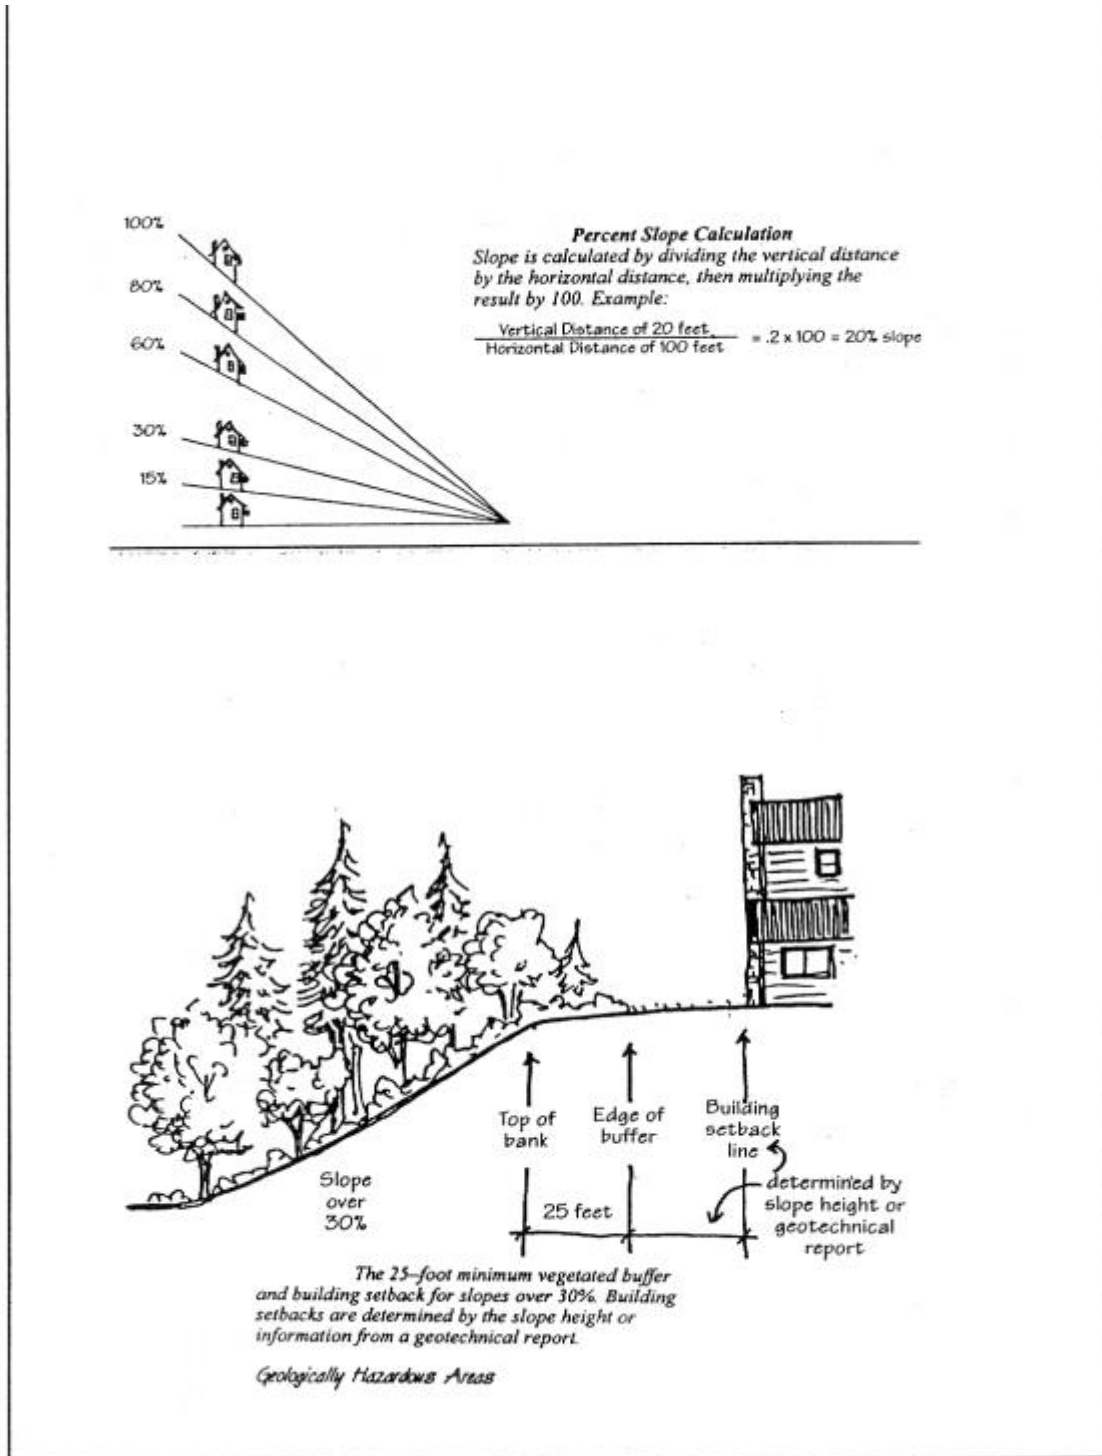 100%
80%
60%
30%
15%
Percent Slope Calculation
Slope is calculated by dividing the vertical distance
by the horizontal distance, then multiplying the
result by 100. Example:
Vertical Distance of 20 feet
Horizontal Distance of 100 feet
= .2 x 100 = 20% slope
Top of
bank
Edge of
buffer
Building
setback
line
determined by
slope height or
geotechnical
report
25 feet
Slope
over
30%
The 25-foot minimum vegetated buffer
and building setback for slopes over 30%. Building
setbacks are determined by the slope height or
information from a geotechnical report.
Geologically Hazardous Areas